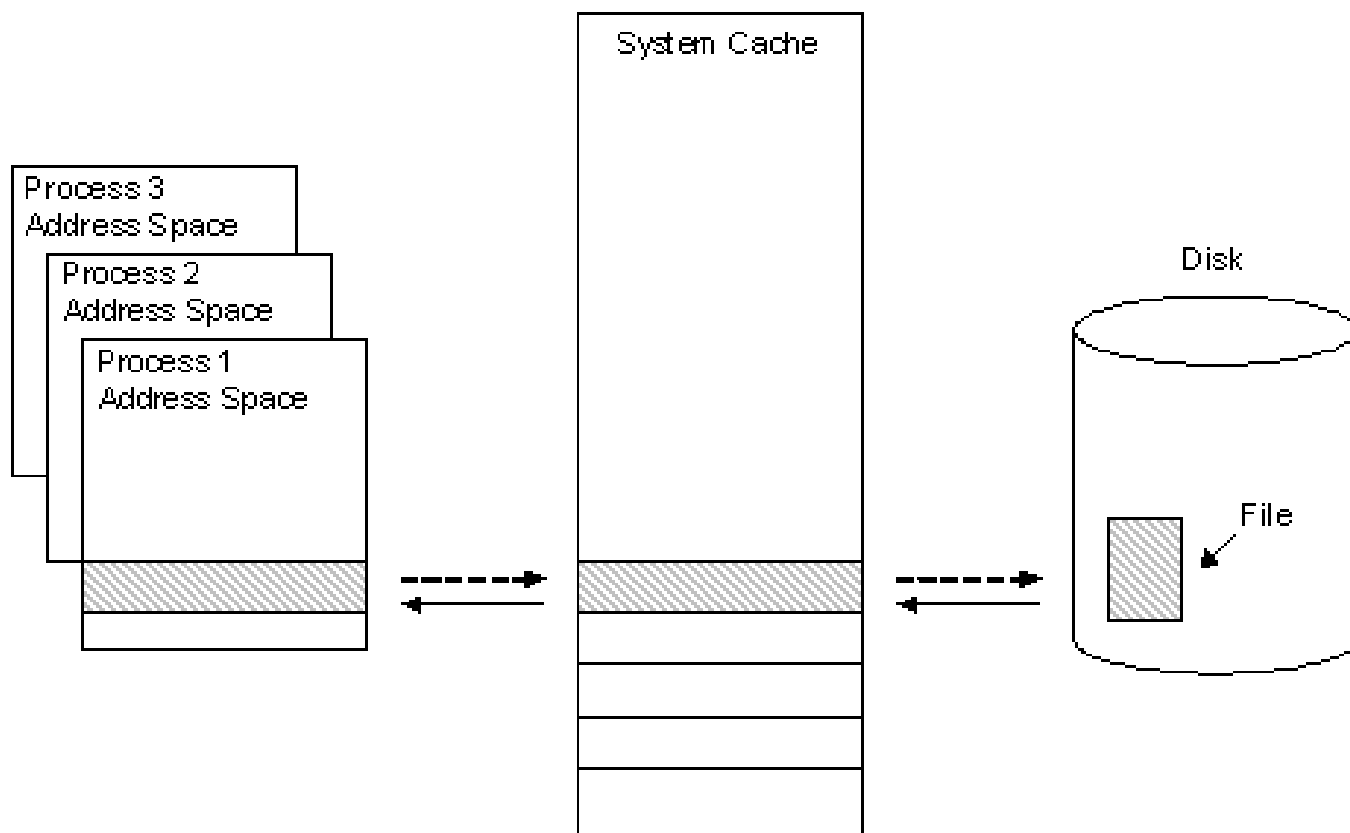 System Cache
Process 3
Address Space
Process 2
Address Space
Process 1
Address Space
Disk
File